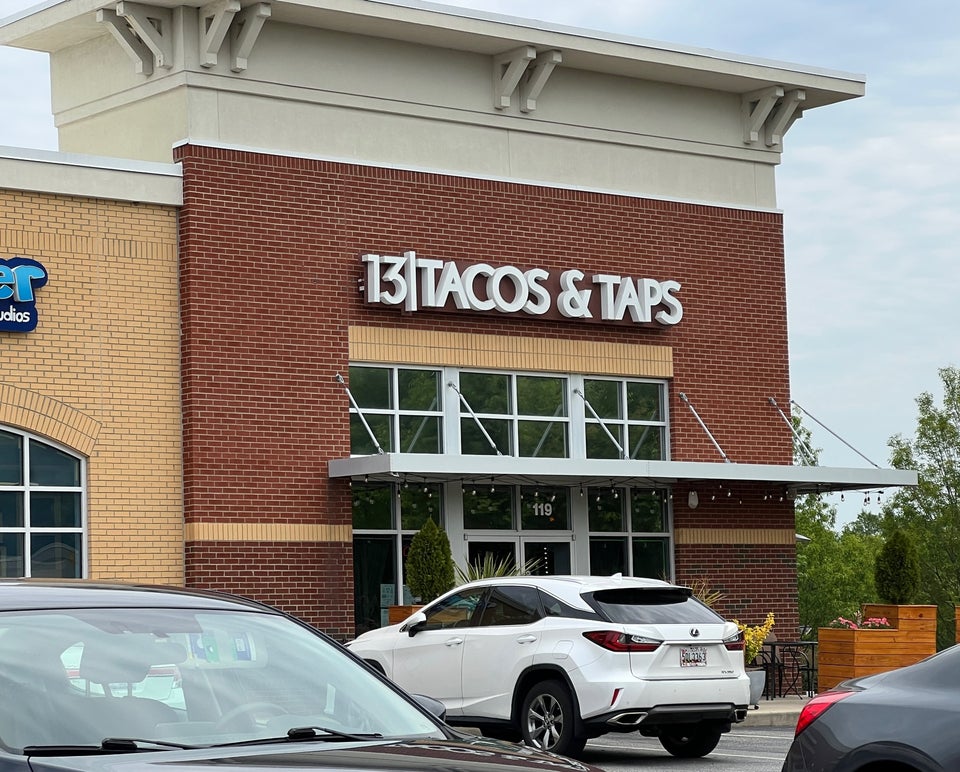 er
udios
13|TACOS & TAPS
119